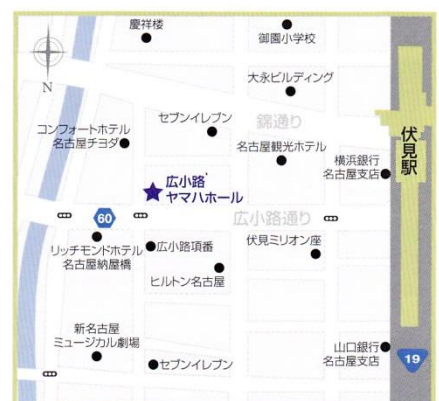 慶祥楼
御園小学校
N
大永ビルディング
セブンイレブン
錦通り
コンフォートホテル
名古屋チヨダ
名古屋観光ホテル
横浜銀行
名古屋支店
伏見駅
広小路
ヤマハホール
60
広小路通り
リッチモンドホテル
名古屋納屋橋
広小路項番
伏見ミリオン座
ヒルトン名古屋
新名古屋
ミュージカル劇場
セブンイレブン
山口銀行
名古屋支店
19